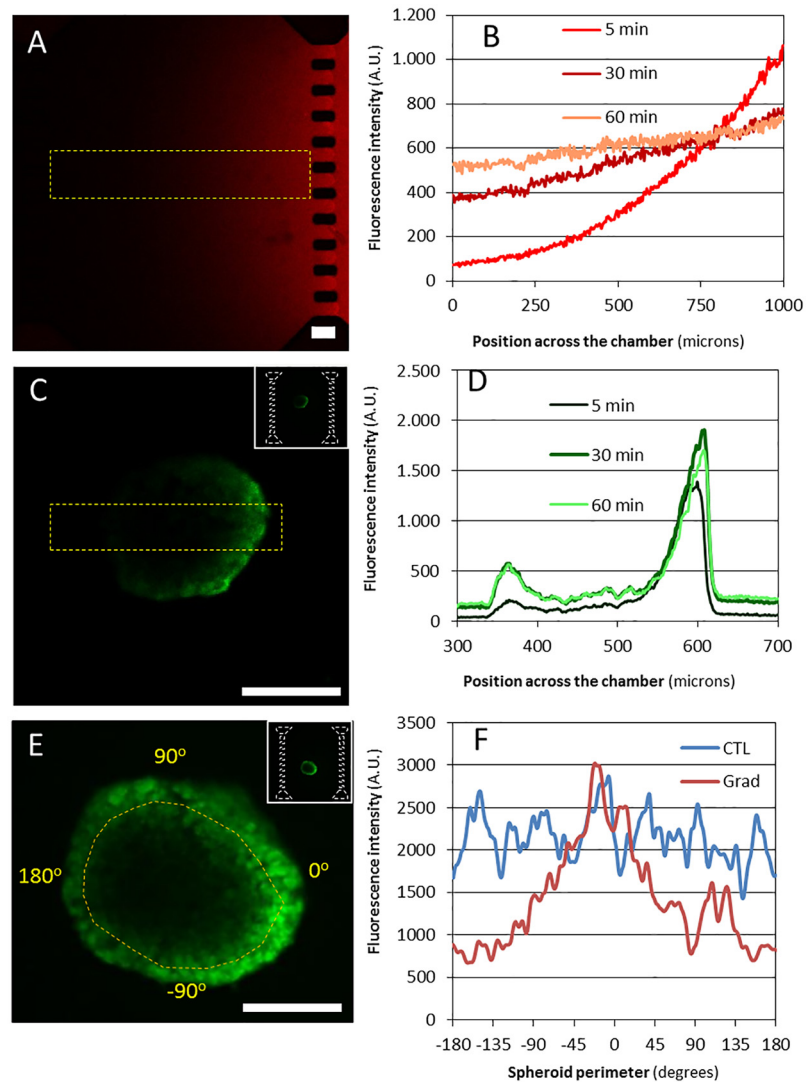 A
B
Fluorescence intensity (A.U.)
1.200
1.000
800
600
400
200
0
0 250 500 750 1000
5 min
30 min
60 min
Position across the chamber (microns)
C
D
Fluorescence intensity (A.U.)
2.500
2.000
1.500
1.000
500
0
300 400 500 600 700
5 min
30 min
60 min
Position across the chamber (microns)
E
90º
180º
0º
-90º
F
Fluorescence intensity (A.U.)
3500
3000
2500
2000
1500
1000
500
0
-180 -135 -90 -45 0 45 90 135 180
CTL
Grad
Spheroid perimeter (degrees)